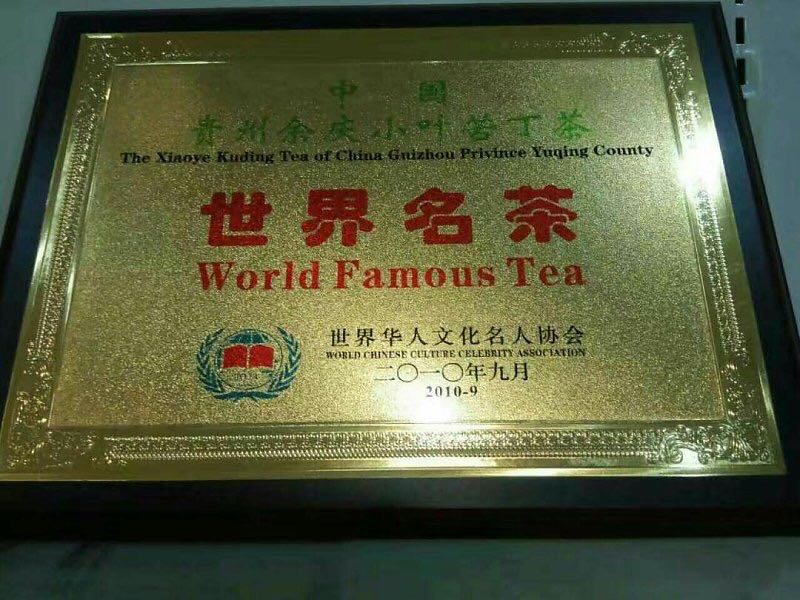 中国
贵州余庆小叶苦丁茶
The Xiaoye Kuding Tea of China Guizhou Privince Yuqing County
世界名茶
World Famous Tea
世界华人文化名人协会
WORLD CHINESE CULTURE CELEBRITY ASSOCIATION
二〇一〇年九月
2010-9